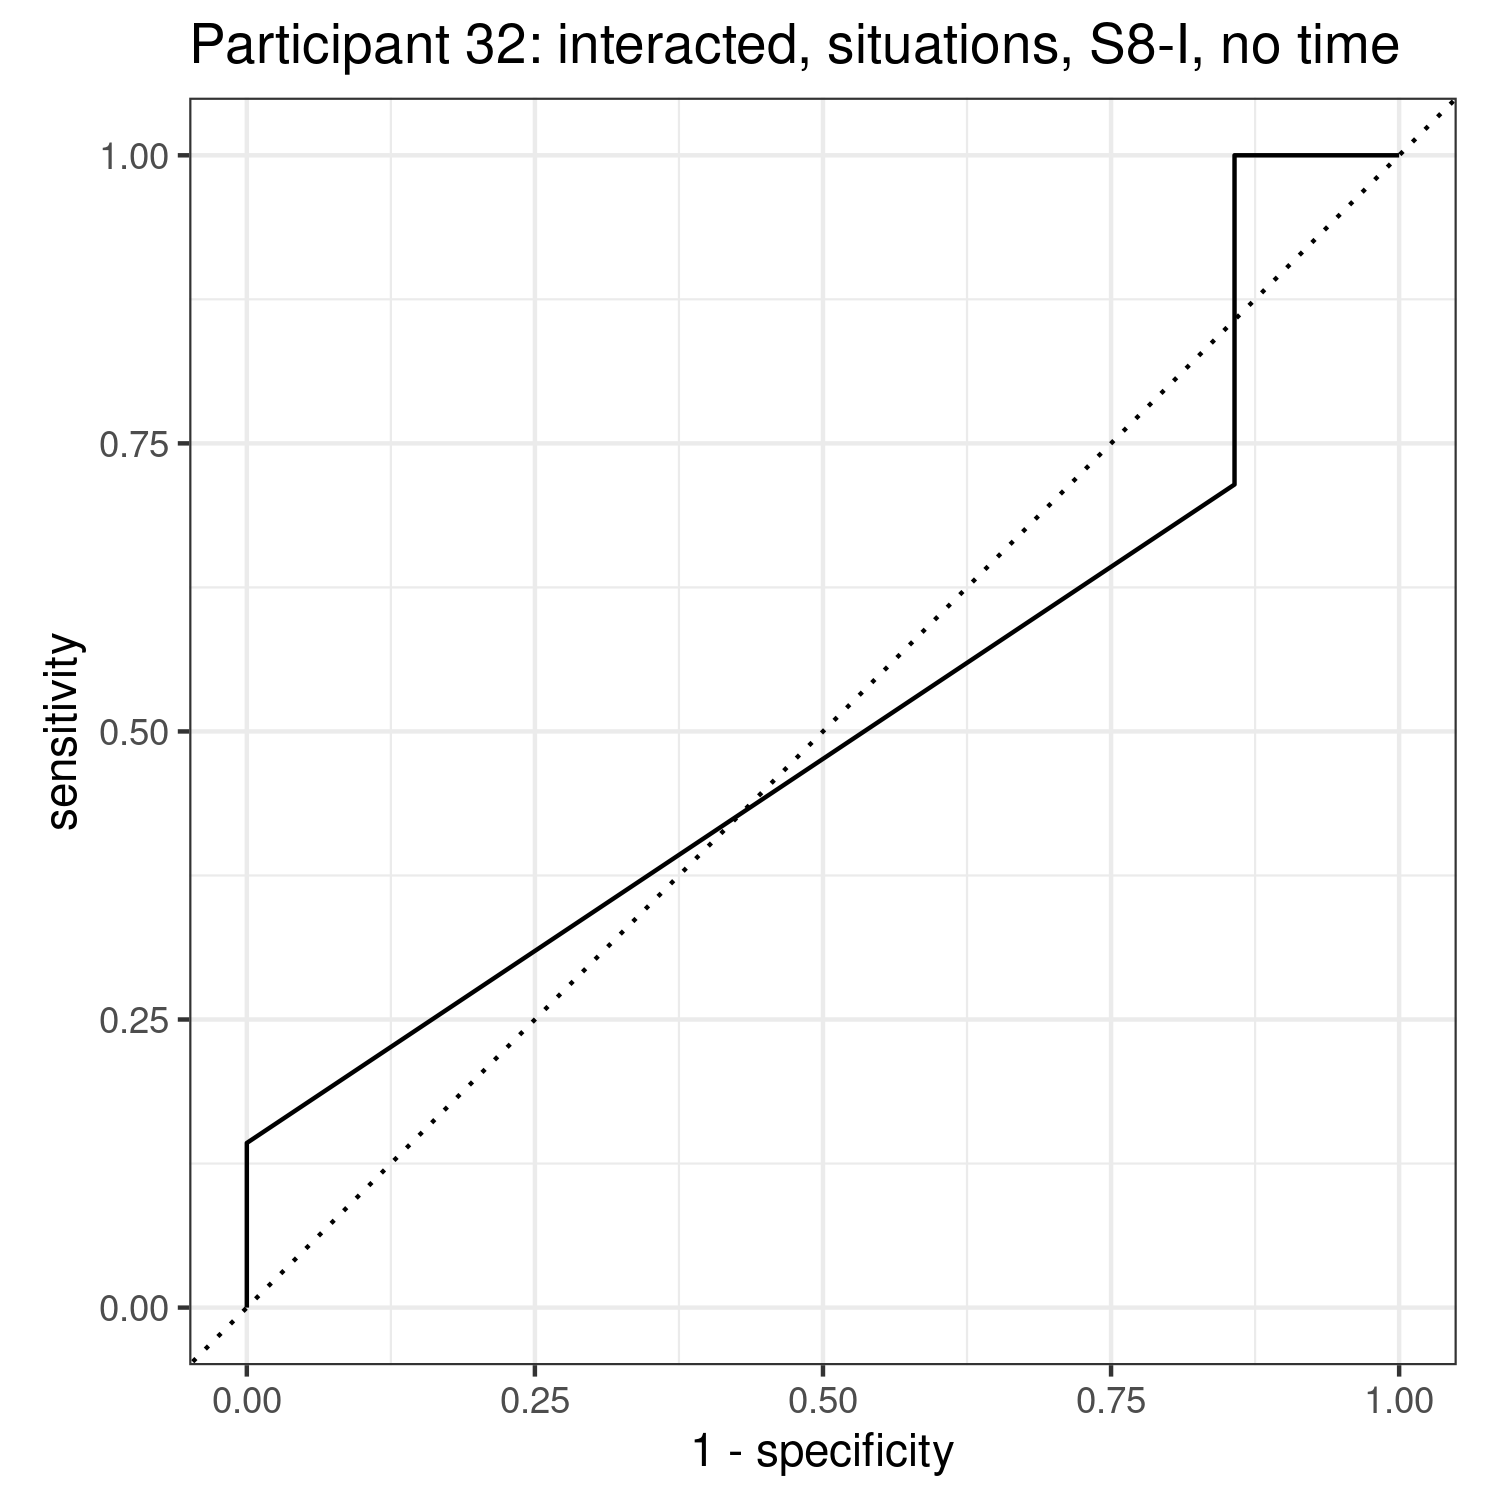 Participant 32: interacted, situations, S8-I, no time
sensitivity
1.00
0.75
0.50
0.25
0.00
0.00 0.25 0.50 0.75 1.00
1 - specificity